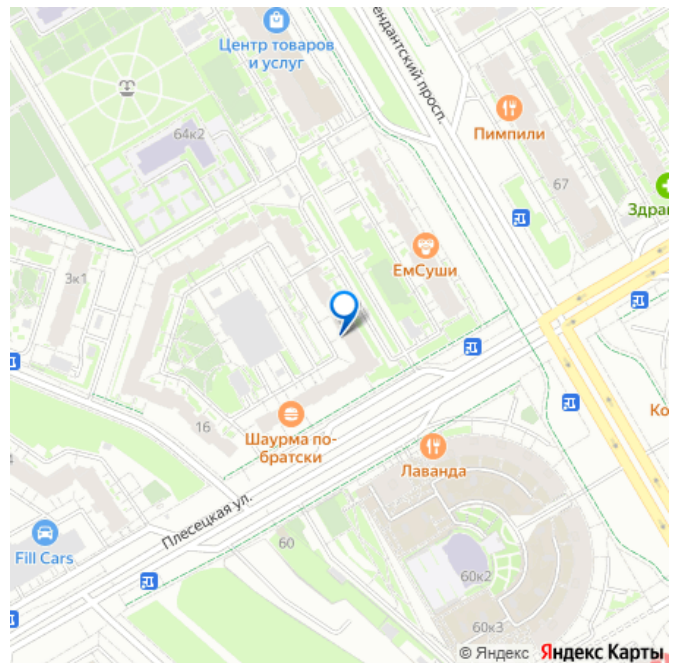 Центр товаров
и услуг
ендантский просп.
Пимпили
64к2
67
Здрав
ЕмСуши
3к1
16
Шаурма по-
братски
Лаванда
Ко
Плесецкая ул.
Fill Cars
60
60к2
60к3
© Яндекс Яндекс Карты